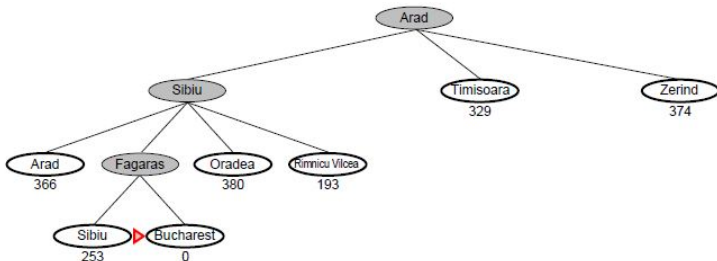 Arad
Sibiu Timisoara Zerind
329 374
Arad Fagaras Oradea Rimnicu Vilcea
366 380 193
Sibiu Bucharest
253 0